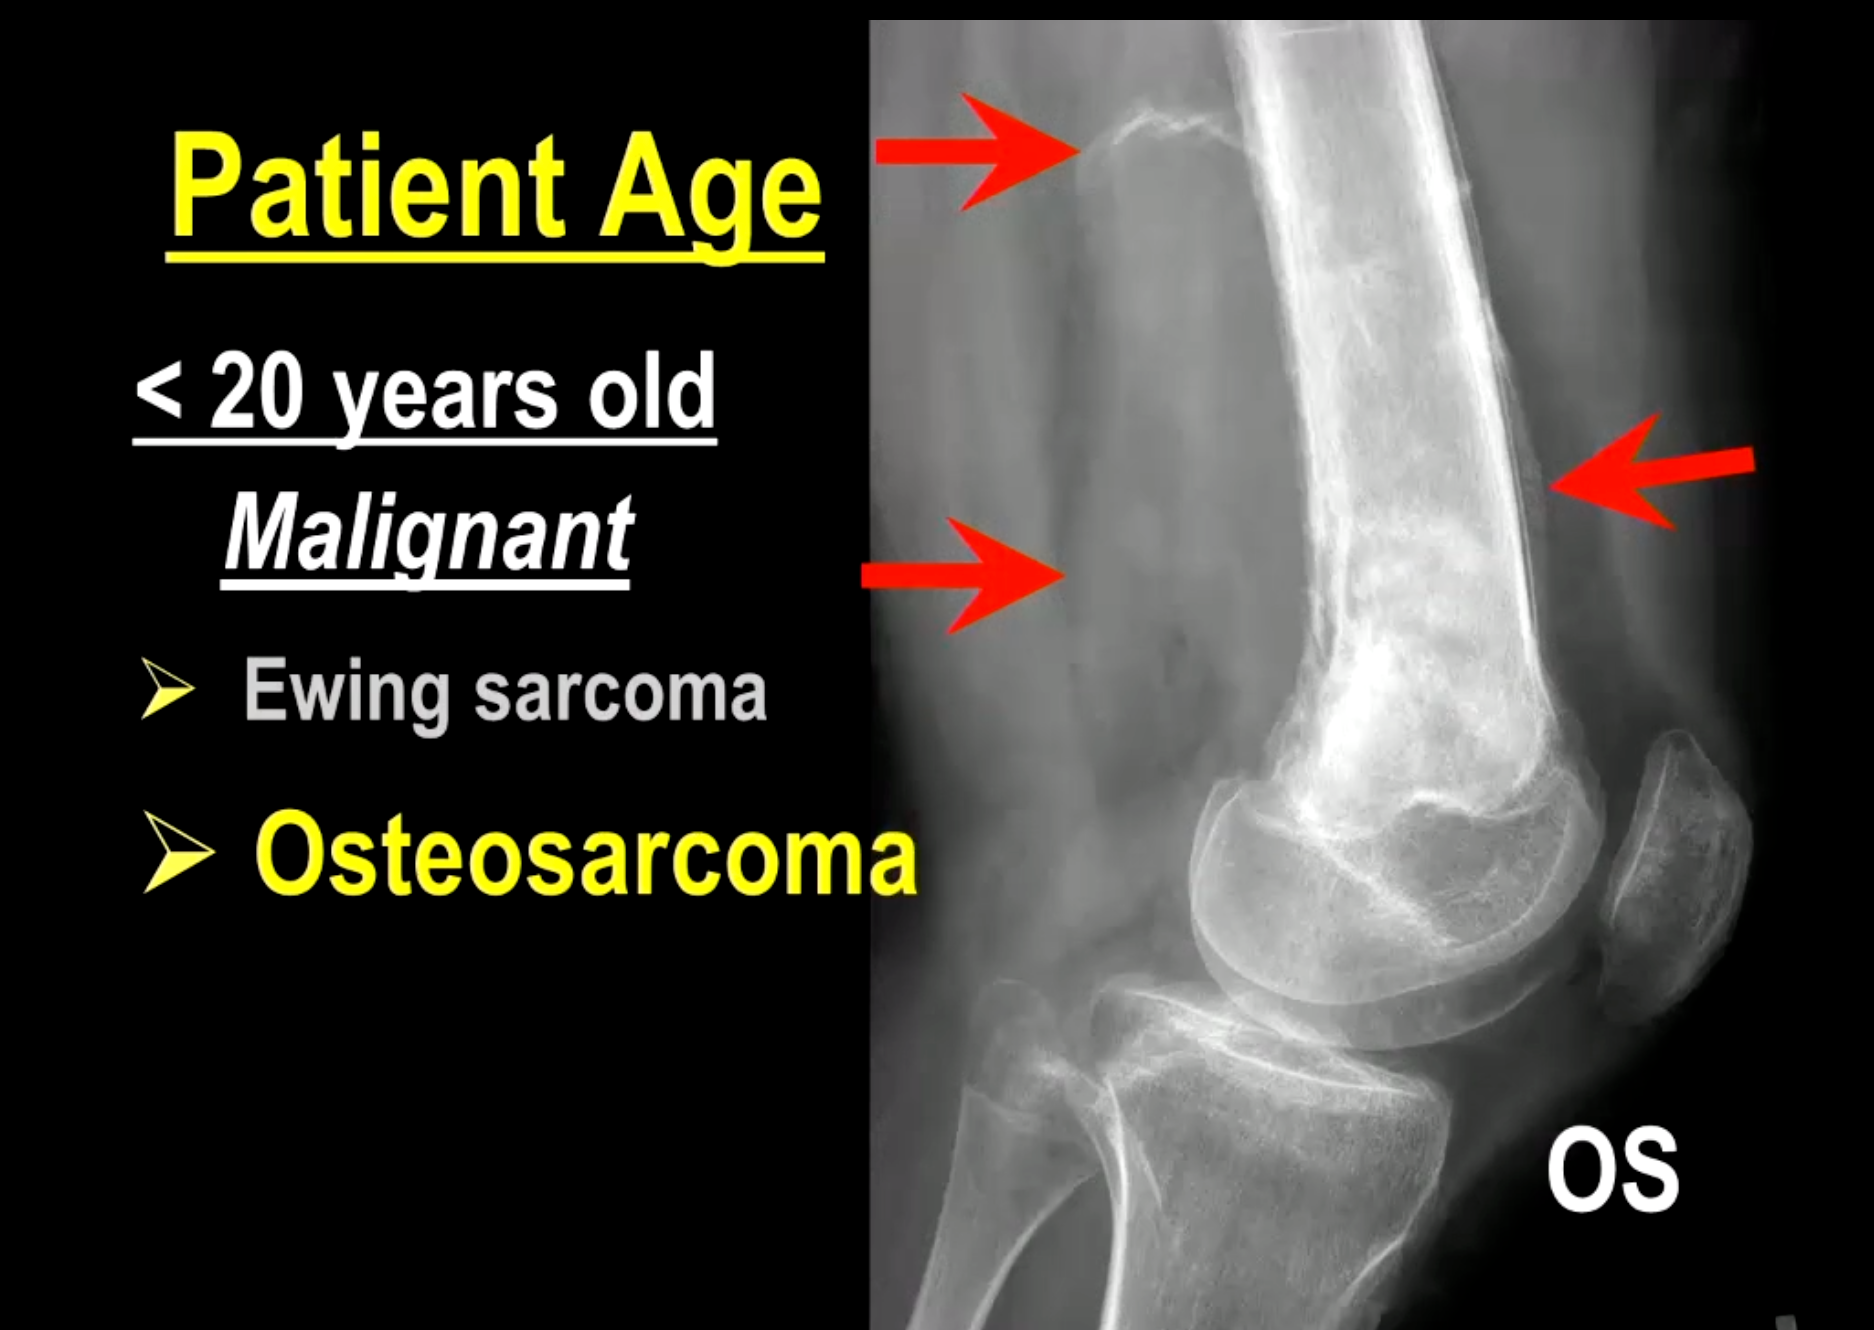 Patient Age
< 20 years old
Malignant
Ewing sarcoma
Osteosarcoma
OS